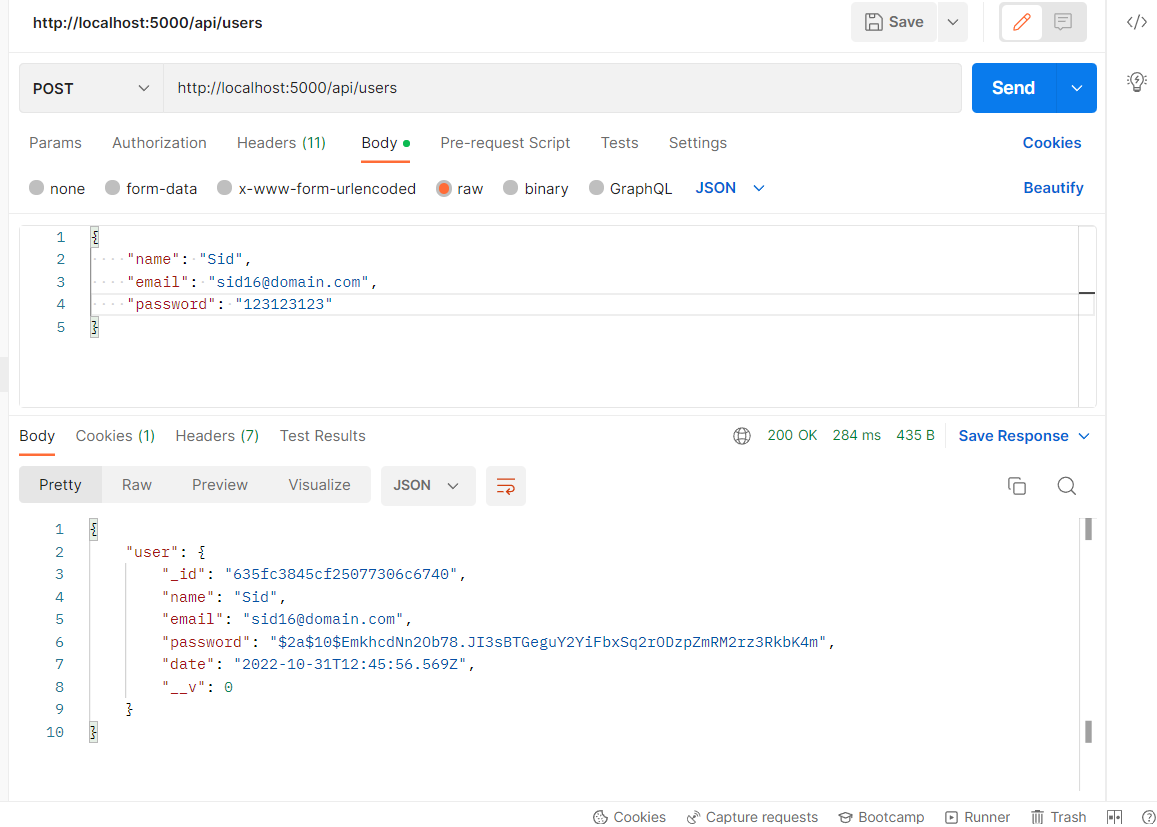 http://localhost:5000/api/users
Save
POST
http://localhost:5000/api/users
Send
Params Authorization Headers (11) Body Pre-request Script Tests Settings Cookies
none form-data x-www-form-urlencoded raw binary GraphQL JSON Beautify
1 {
2 "name": "Sid",
3 "email": "sid16@domain.com",
4 "password": "123123123"
5 }
Body Cookies (1) Headers (7) Test Results 200 OK 284 ms 435 B Save Response
Pretty Raw Preview Visualize JSON
1 {
2 "user": {
3 "_id": "635fc3845cf25077306c6740",
4 "name": "Sid",
5 "email": "sid16@domain.com",
6 "password": "$2a$10$EmkhcdNn2Ob78.JI3sBTGeguY2YiFbxSq2rODzpZmRM2rz3RkbK4m",
7 "date": "2022-10-31T12:45:56.569Z",
8 "__v": 0
9 }
10 }
Cookies Capture requests Bootcamp Runner Trash